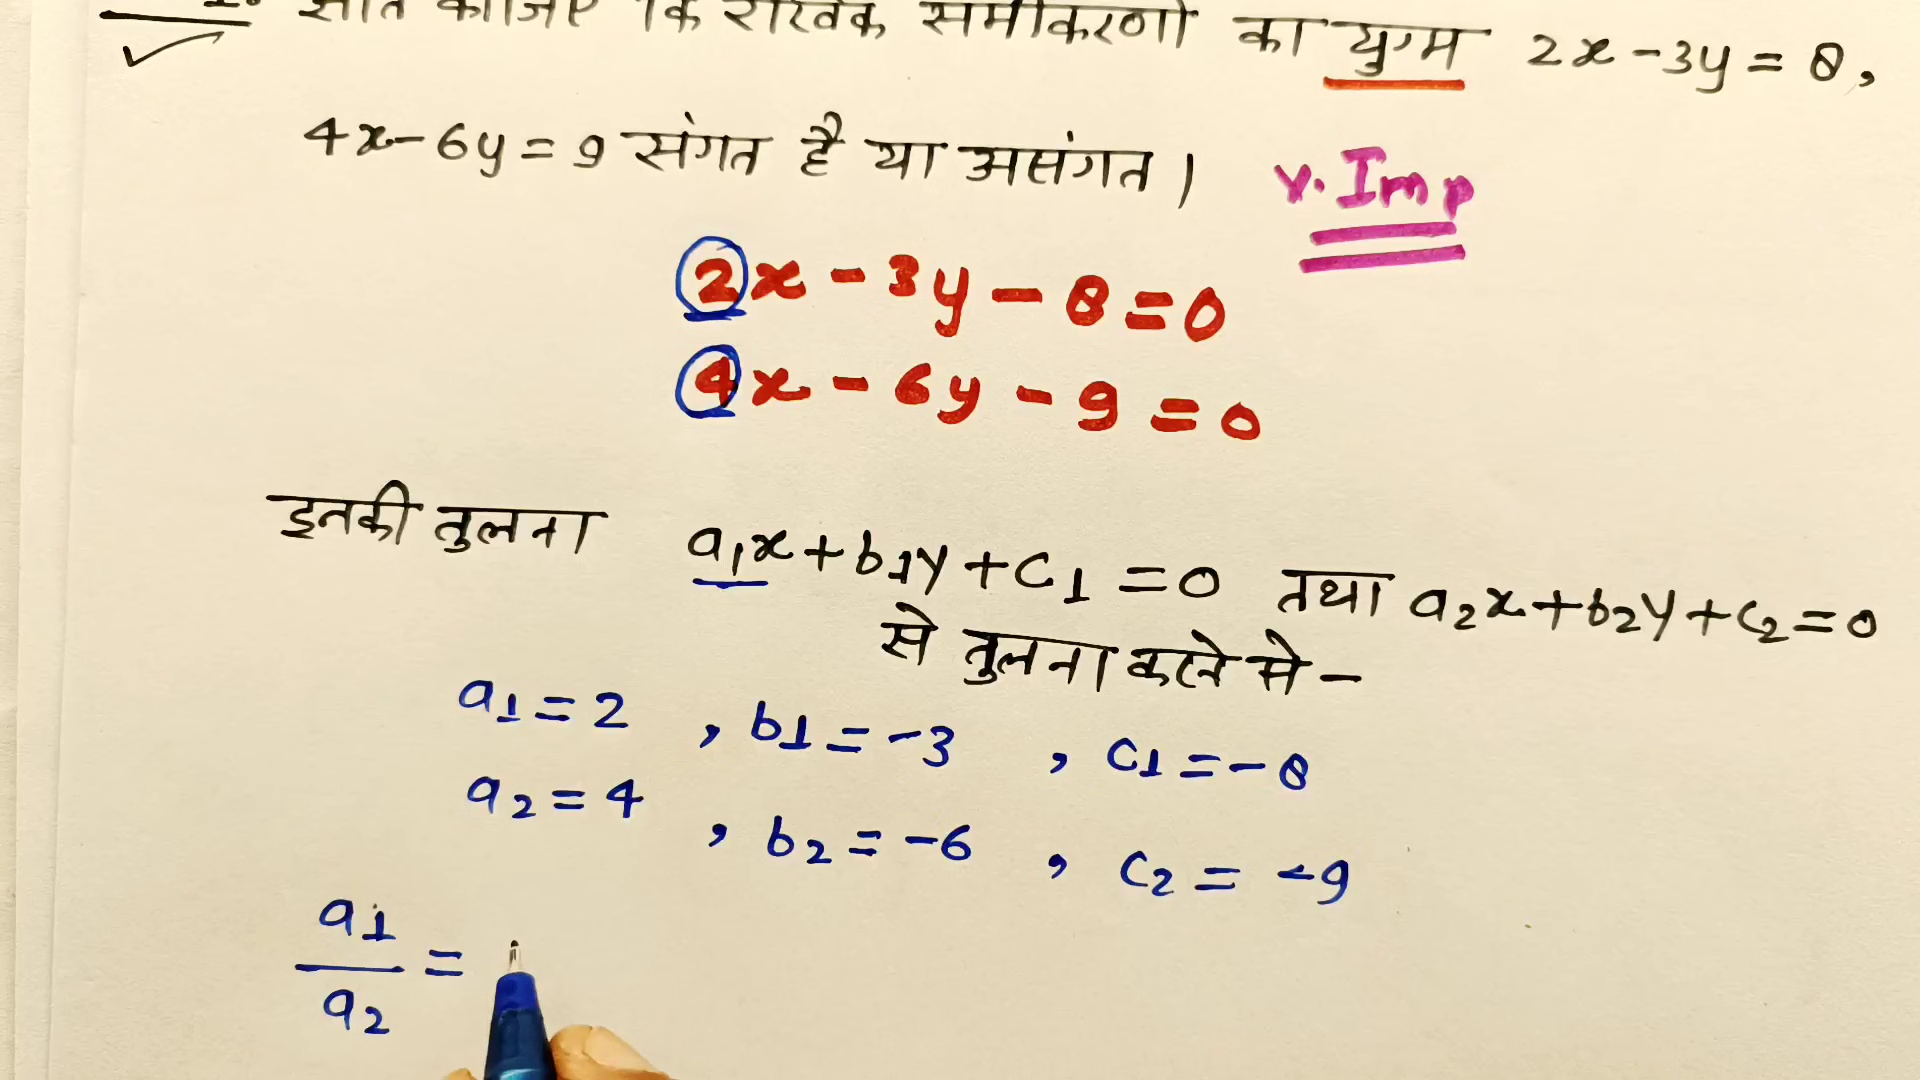 कि रैखिक समीकरणों का युग्म 2x-3y=8,
4x-6y=9 संगत है या असंगत।
v. Imp
2x-3y-8=0
4x-6y-9=0
इनकी तुलना a1x+b1y+c1=0 तथा a2x+b2y+c2=0
से तुलना करने से-
a1=2, b1=-3, c1=-8
a2=4, b2=-6, c2=-9
a1/a2=